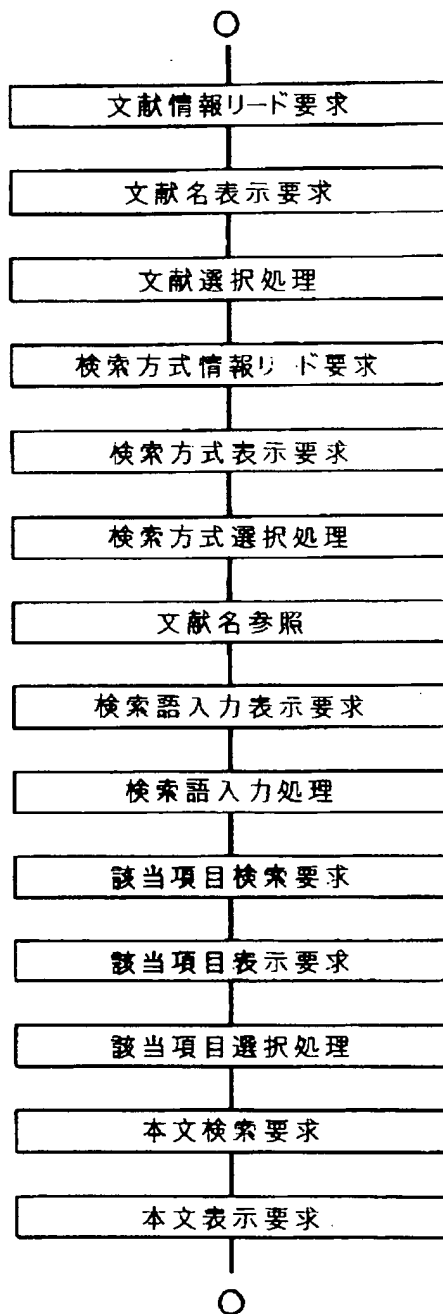 文献情報リード要求
文献名表示要求
文献選択処理
検索方式情報リード要求
検索方式表示要求
検索方式選択処理
文献名参照
検索語入力表示要求
検索語入力処理
該当項目検索要求
該当項目表示要求
該当項目選択処理
本文検索要求
本文表示要求